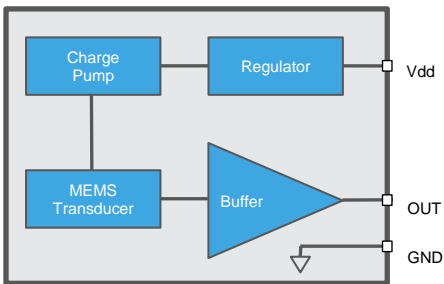 Charge
Pump
Regulator
Vdd
MEMS
Transducer
Buffer
OUT
GND